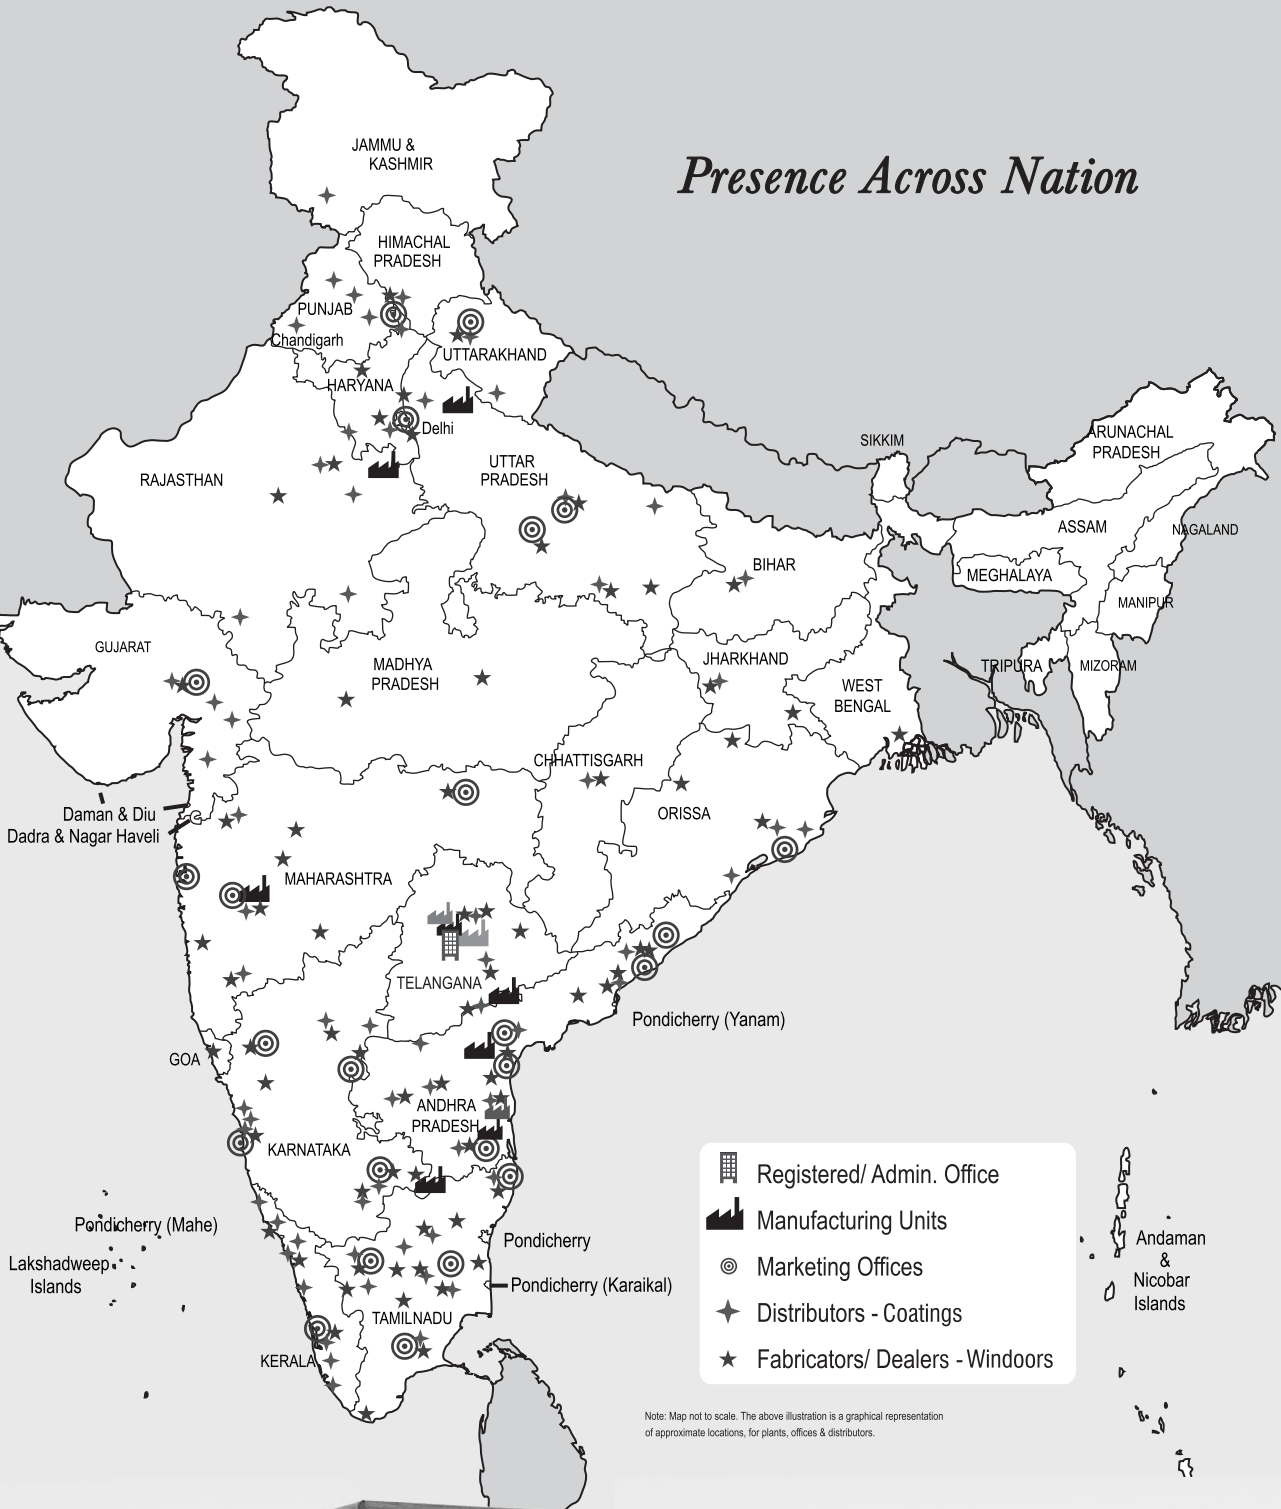 JAMMU &
KASHMIR
Presence Across Nation
HIMACHAL
PRADESH
PUNJAB
Chandigarh
UTTARAKHAND
HARYANA
Delhi
SIKKIM
ARUNACHAL
PRADESH
RAJASTHAN
UTTAR
PRADESH
ASSAM
NAGALAND
BIHAR
MEGHALAYA
MANIPUR
GUJARAT
MADHYA
PRADESH
JHARKHAND
TRIPURA
MIZORAM
WEST
BENGAL
CHHATTISGARH
Daman & Diu
Dadra & Nagar Haveli
ORISSA
MAHARASHTRA
TELANGANA
Pondicherry (Yanam)
GOA
ANDHRA
PRADESH
KARNATAKA
Registered/ Admin. Office
Manufacturing Units
Marketing Offices
Distributors - Coatings
Fabricators/ Dealers - Windoors
Pondicherry (Mahe)
Lakshadweep
Islands
Pondicherry
Pondicherry (Karaikal)
Andaman
&
Nicobar
Islands
TAMILNADU
KERALA
Note: Map not to scale. The above illustration is a graphical representation
of approximate locations, for plants, offices & distributors.